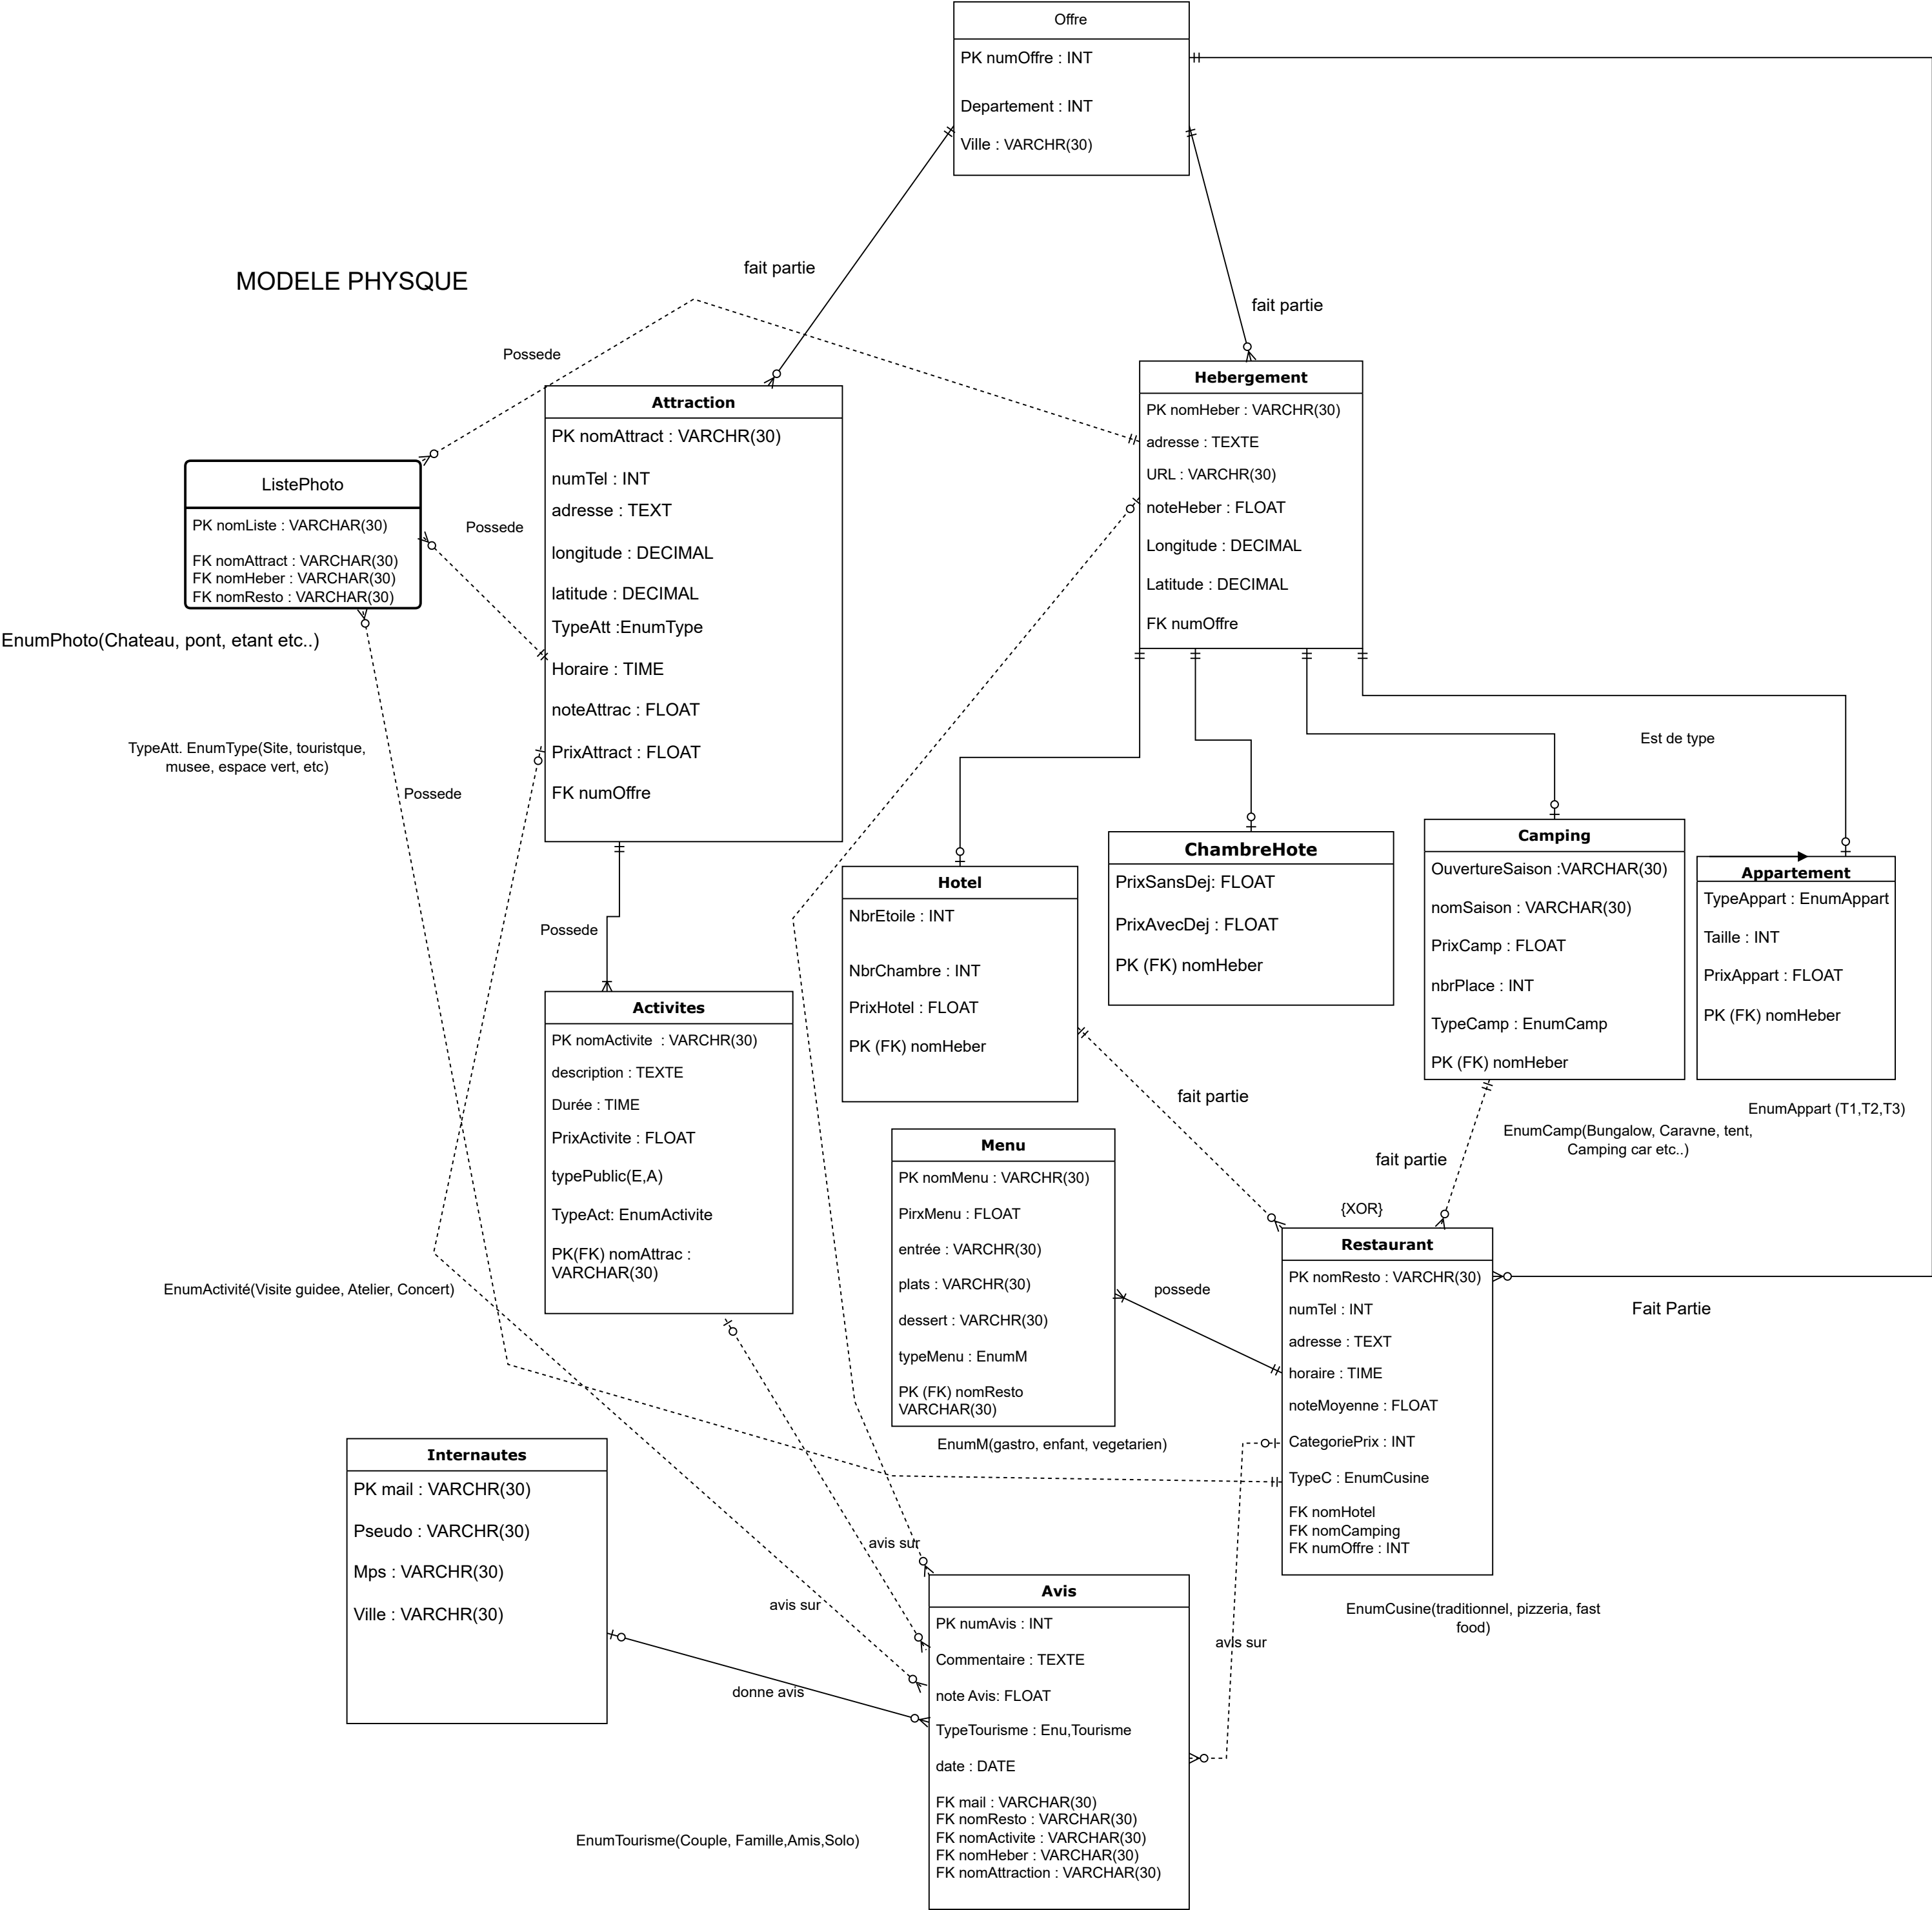 Offre
PK numOffre : INT
Departement : INT
Ville : VARCHR(30)
fait partie
fait partie
MODELE PHYSQUE
Possede
Hebergement
PK nomHeber : VARCHR(30)
adresse : TEXTE
URL : VARCHR(30)
noteHeber : FLOAT
Longitude : DECIMAL
Latitude : DECIMAL
FK numOffre
Attraction
PK nomAttract : VARCHR(30)
numTel : INT
adresse : TEXT
longitude : DECIMAL
latitude : DECIMAL
TypeAtt :EnumType
Horaire : TIME
noteAttrac : FLOAT
PrixAttract : FLOAT
FK numOffre
ListePhoto
PK nomListe : VARCHAR(30)
FK nomAttract : VARCHAR(30)
FK nomHeber : VARCHAR(30)
FK nomResto : VARCHAR(30)
Possede
EnumPhoto(Chateau, pont, etant etc..)
TypeAtt. EnumType(Site, touristque,
musee, espace vert, etc)
Possede
Est de type
Hotel
NbrEtoile : INT
NbrChambre : INT
PrixHotel : FLOAT
PK (FK) nomHeber
ChambreHote
PrixSansDej: FLOAT
PrixAvecDej : FLOAT
PK (FK) nomHeber
Camping
OuvertureSaison :VARCHR(30)
nomSaison : VARCHR(30)
PrixCamp : FLOAT
nbrPlace : INT
TypeCamp : EnumCamp
PK (FK) nomHeber
Appartement
TypeAppart : EnumAppart
Taille : INT
PrixAppart : FLOAT
PK (FK) nomHeber
Possede
Activites
PK nomActivite : VARCHR(30)
description : TEXTE
Durée : TIME
PrixActivite : FLOAT
typePublic(E,A)
TypeAct: EnumActivite
PK(FK) nomAttrac :
VARCHAR(30)
fait partie
EnumAppart (T1,T2,T3)
EnumCamp(Bungalow, Caravne, tent,
Camping car etc..)
fait partie
{XOR}
Menu
PK nomMenu : VARCHR(30)
PirxMenu : FLOAT
entrée : VARCHR(30)
plats : VARCHR(30)
dessert : VARCHR(30)
typeMenu : EnumM
PK (FK) nomResto
VARCHAR(30)
possede
Restaurant
PK nomResto : VARCHR(30)
numTel : INT
adresse : TEXT
horaire : TIME
noteMoyenne : FLOAT
CategoriePrix : INT
TypeC : EnumCusine
FK nomHotel
FK nomCamping
FK numOffre : INT
Fait Partie
EnumActivité(Visite guidee, Atelier, Concert)
EnumM(gastro, enfant, vegetarien)
Internautes
PK mail : VARCHR(30)
Pseudo : VARCHR(30)
Mps : VARCHR(30)
Ville : VARCHR(30)
avis sur
avis sur
donne avis
avis sur
EnumCusine(traditionnel, pizzeria, fast
food)
Avis
PK numAvis : INT
Commentaire : TEXTE
note Avis: FLOAT
TypeTourisme : Enu,Tourisme
date : DATE
FK mail : VARCHAR(30)
FK nomResto : VARCHAR(30)
FK nomActivite : VARCHAR(30)
FK nomHeber : VARCHAR(30)
FK nomAttraction : VARCHAR(30)
EnumTourisme(Couple, Famille,Amis,Solo)